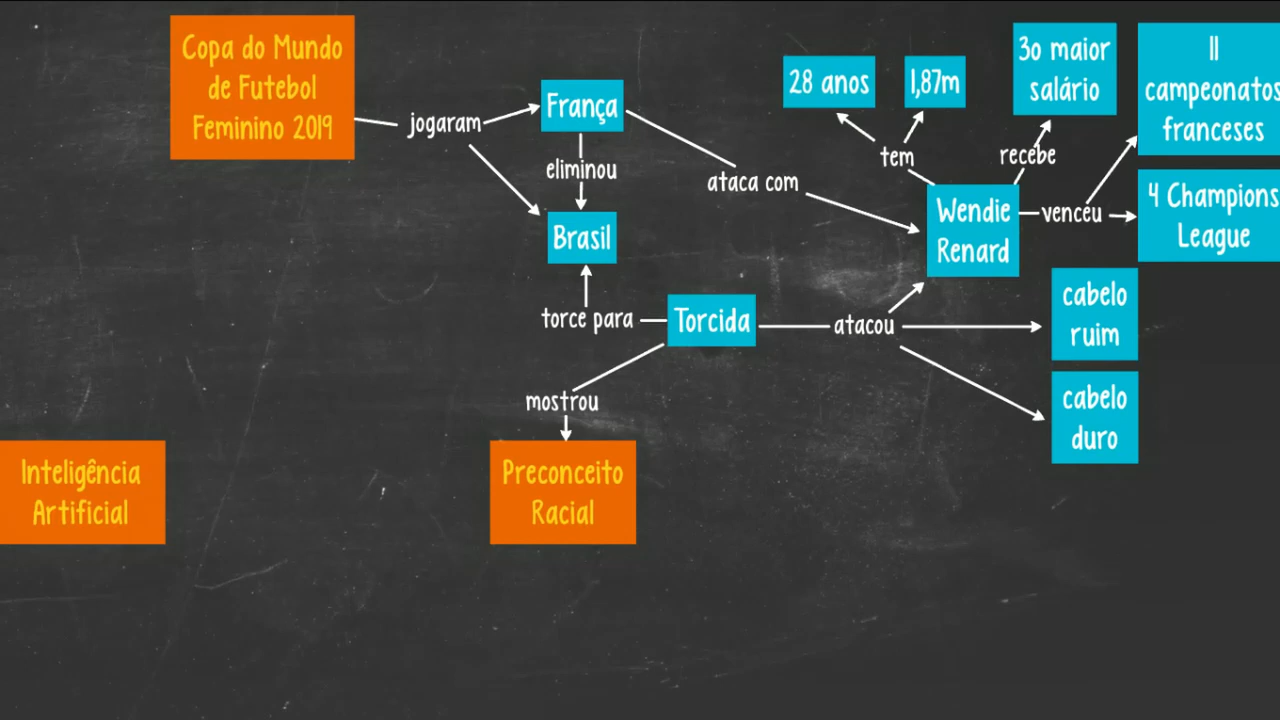 Copa do Mundo
de Futebol
Feminino 2019
jogaram
França
eliminou
Brasil
ataca com
28 anos
1,87m
tem
3o maior
salário
recebe
11
campeonatos
franceses
Wendie
Renard
venceu
4 Champions
League
torce para
Torcida
atacou
cabelo
ruim
cabelo
duro
mostrou
Preconceito
Racial
Inteligência
Artificial